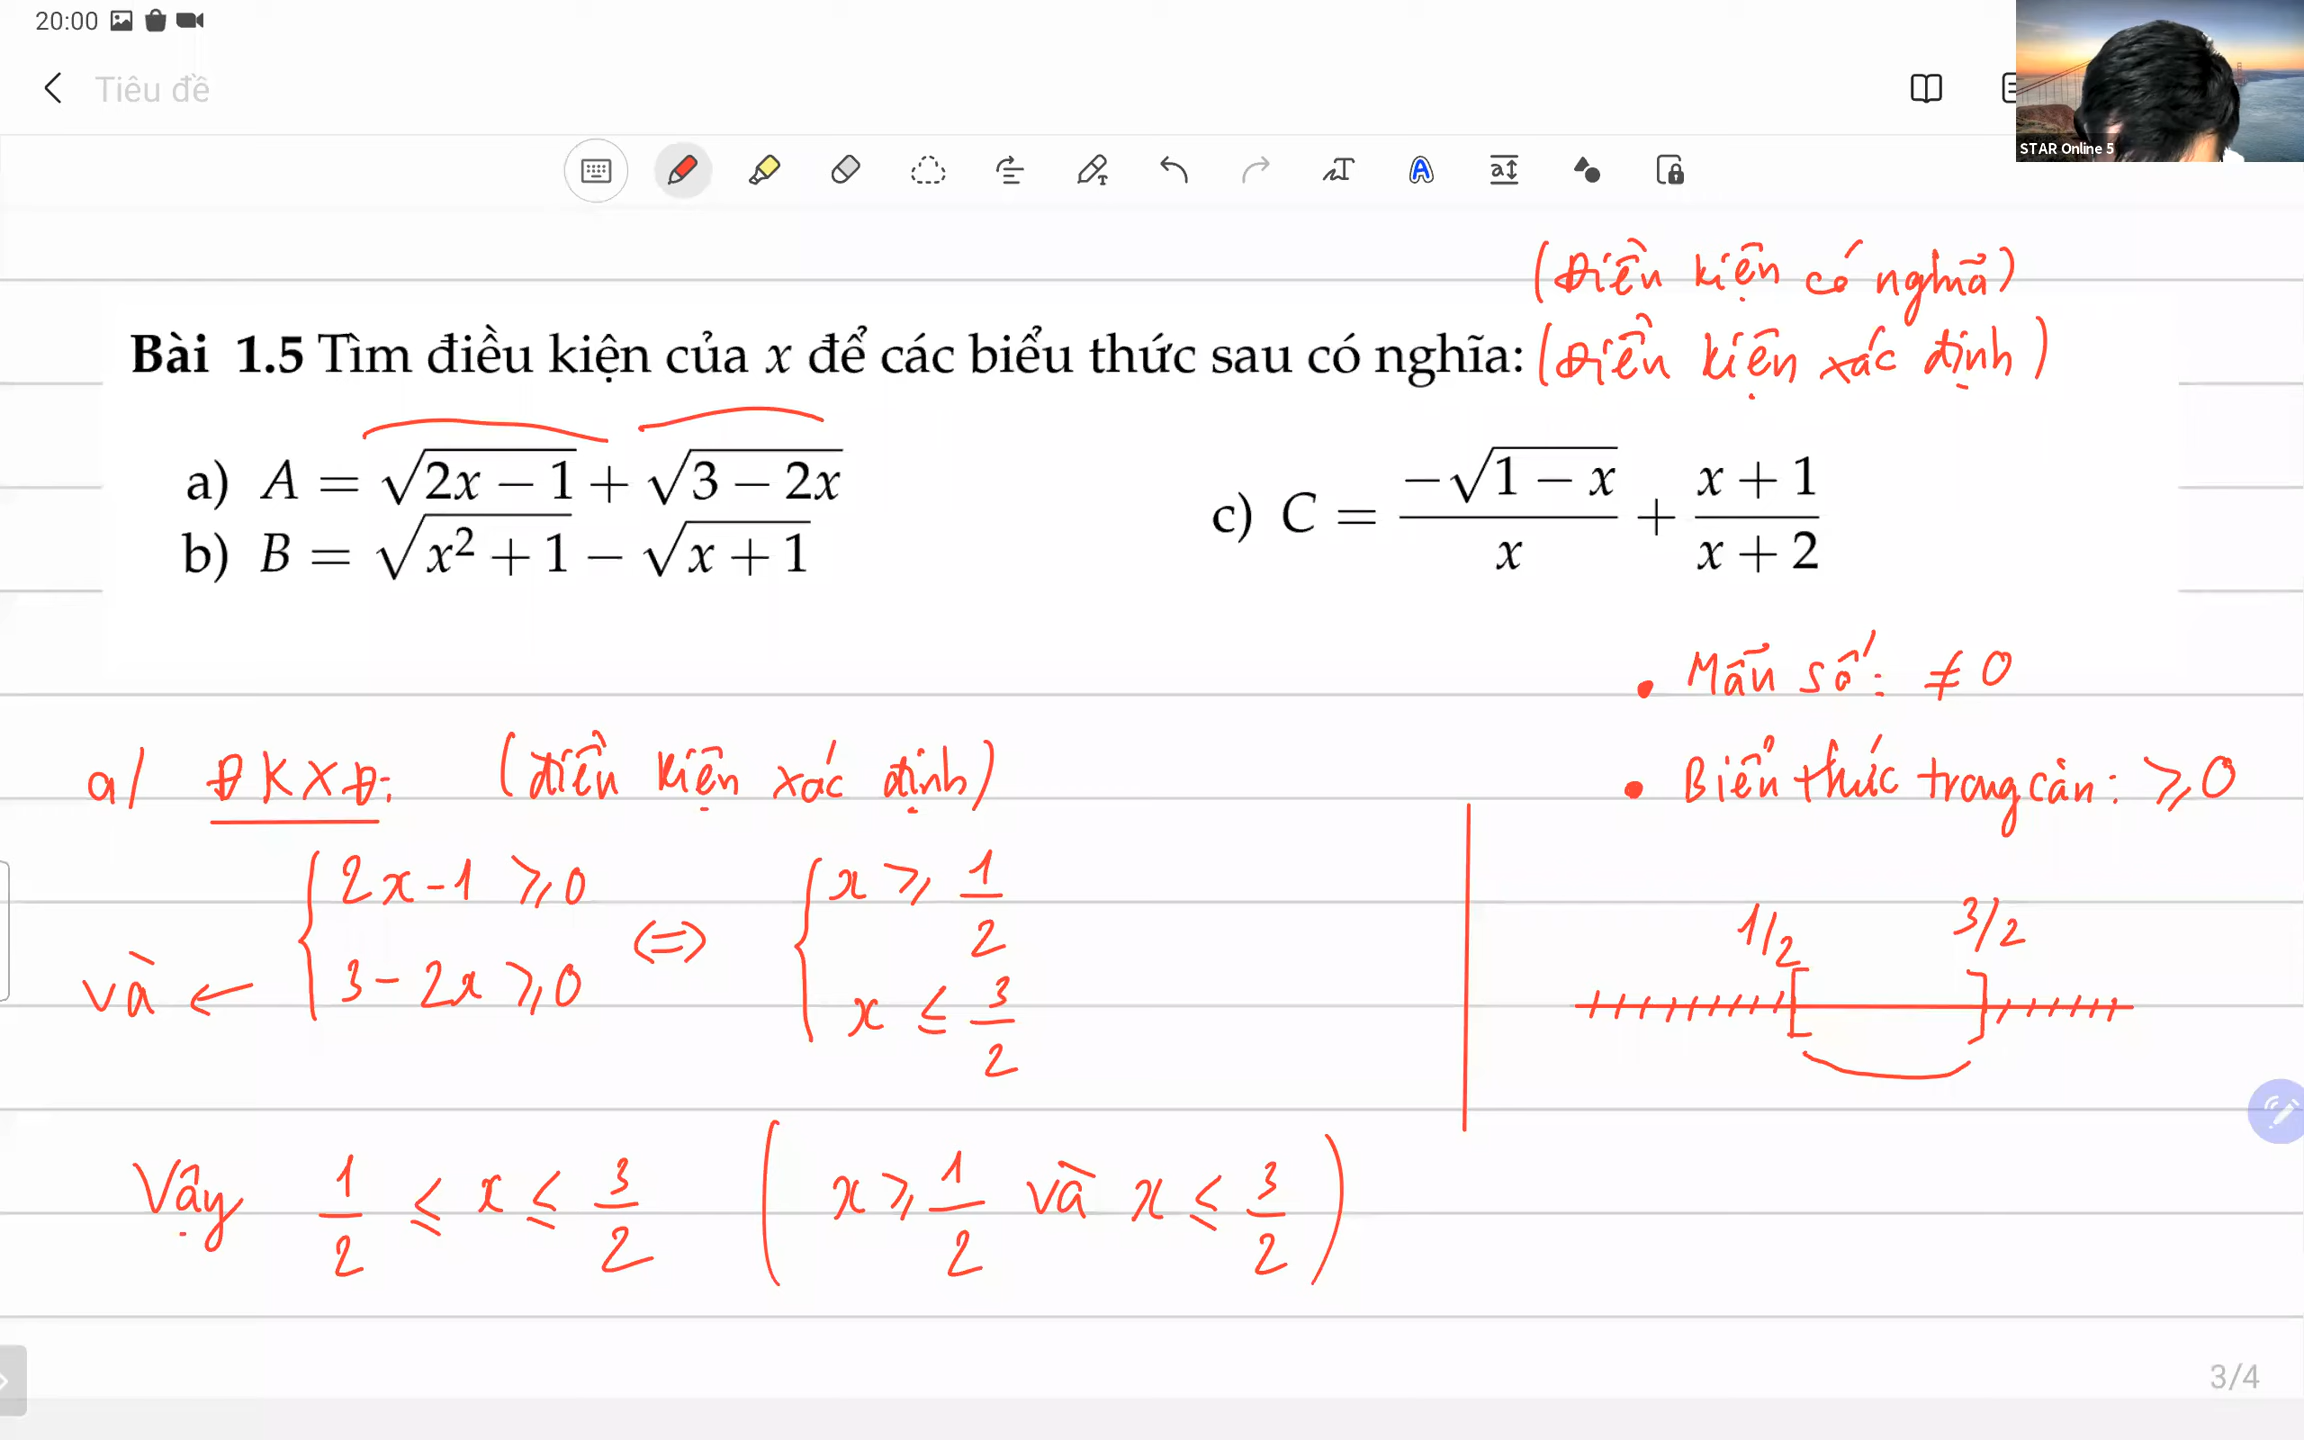 20:00
Tiêu đề
STAR Online 5
(Điều kiện có nghĩa)
Bài 1.5 Tìm điều kiện của x để các biểu thức sau có nghĩa: (Điều kiện xác định)
a) A = √(2x − 1) + √(3 − 2x)
b) B = √(x² + 1) − √(x + 1)
c) C = (−√(1 − x))/x + (x + 1)/(x + 2)
• Mẫu số: ≠ 0
• Biểu thức trong căn: ⩾ 0
a/ ĐKXĐ: (điều kiện xác định)
và ← { 2x - 1 ⩾ 0
3 - 2x ⩾ 0
⇔ { x ⩾ 1/2
x ≤ 3/2
1/2 3/2
[ ]
Vậy 1/2 ≤ x ≤ 3/2 (x ⩾ 1/2 và x ≤ 3/2)
3/4